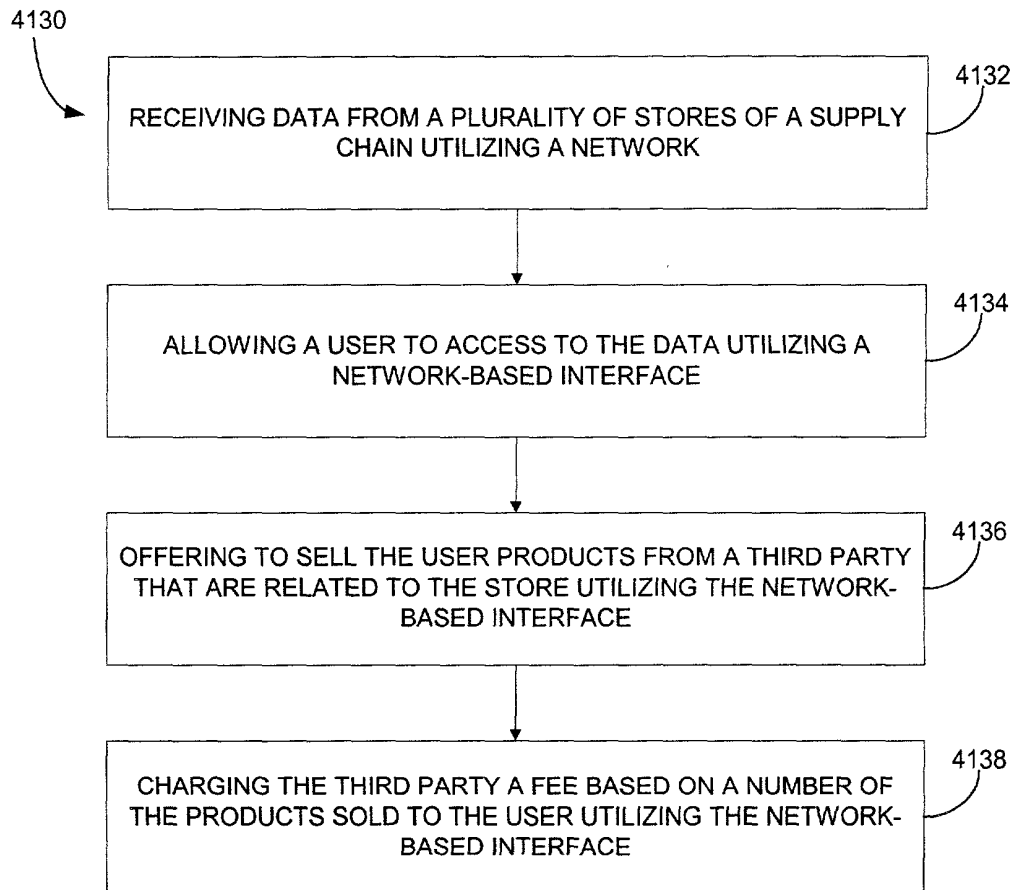 4130
4132
RECEIVING DATA FROM A PLURALITY OF STORES OF A SUPPLY
CHAIN UTILIZING A NETWORK
4134
ALLOWING A USER TO ACCESS TO THE DATA UTILIZING A
NETWORK-BASED INTERFACE
4136
OFFERING TO SELL THE USER PRODUCTS FROM A THIRD PARTY
THAT ARE RELATED TO THE STORE UTILIZING THE NETWORK-
BASED INTERFACE
4138
CHARGING THE THIRD PARTY A FEE BASED ON A NUMBER OF
THE PRODUCTS SOLD TO THE USER UTILIZING THE NETWORK-
BASED INTERFACE